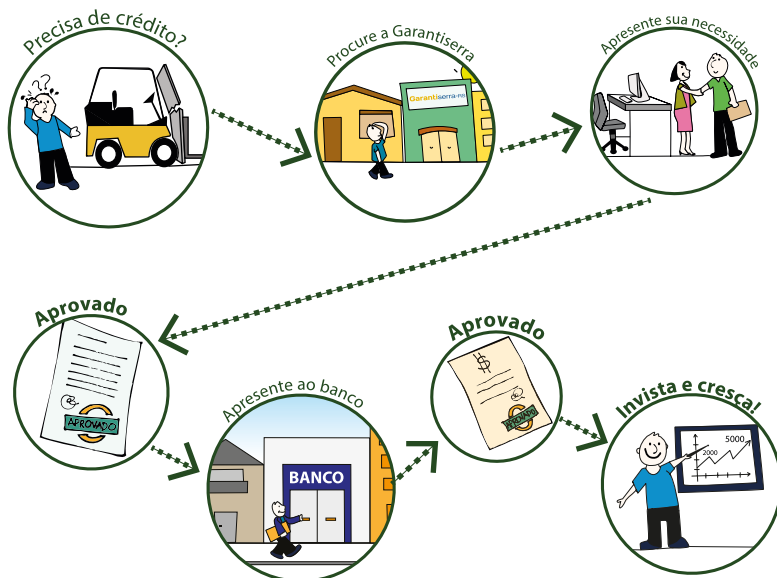 Precisa de crédito?
Procure a Garantiserra
Garantiserra-RS
Apresente sua necessidade
Aprovado
APROVADO
Apresente ao banco
BANCO
Aprovado
$
APROVADO
Invista e cresça!
2000
5000